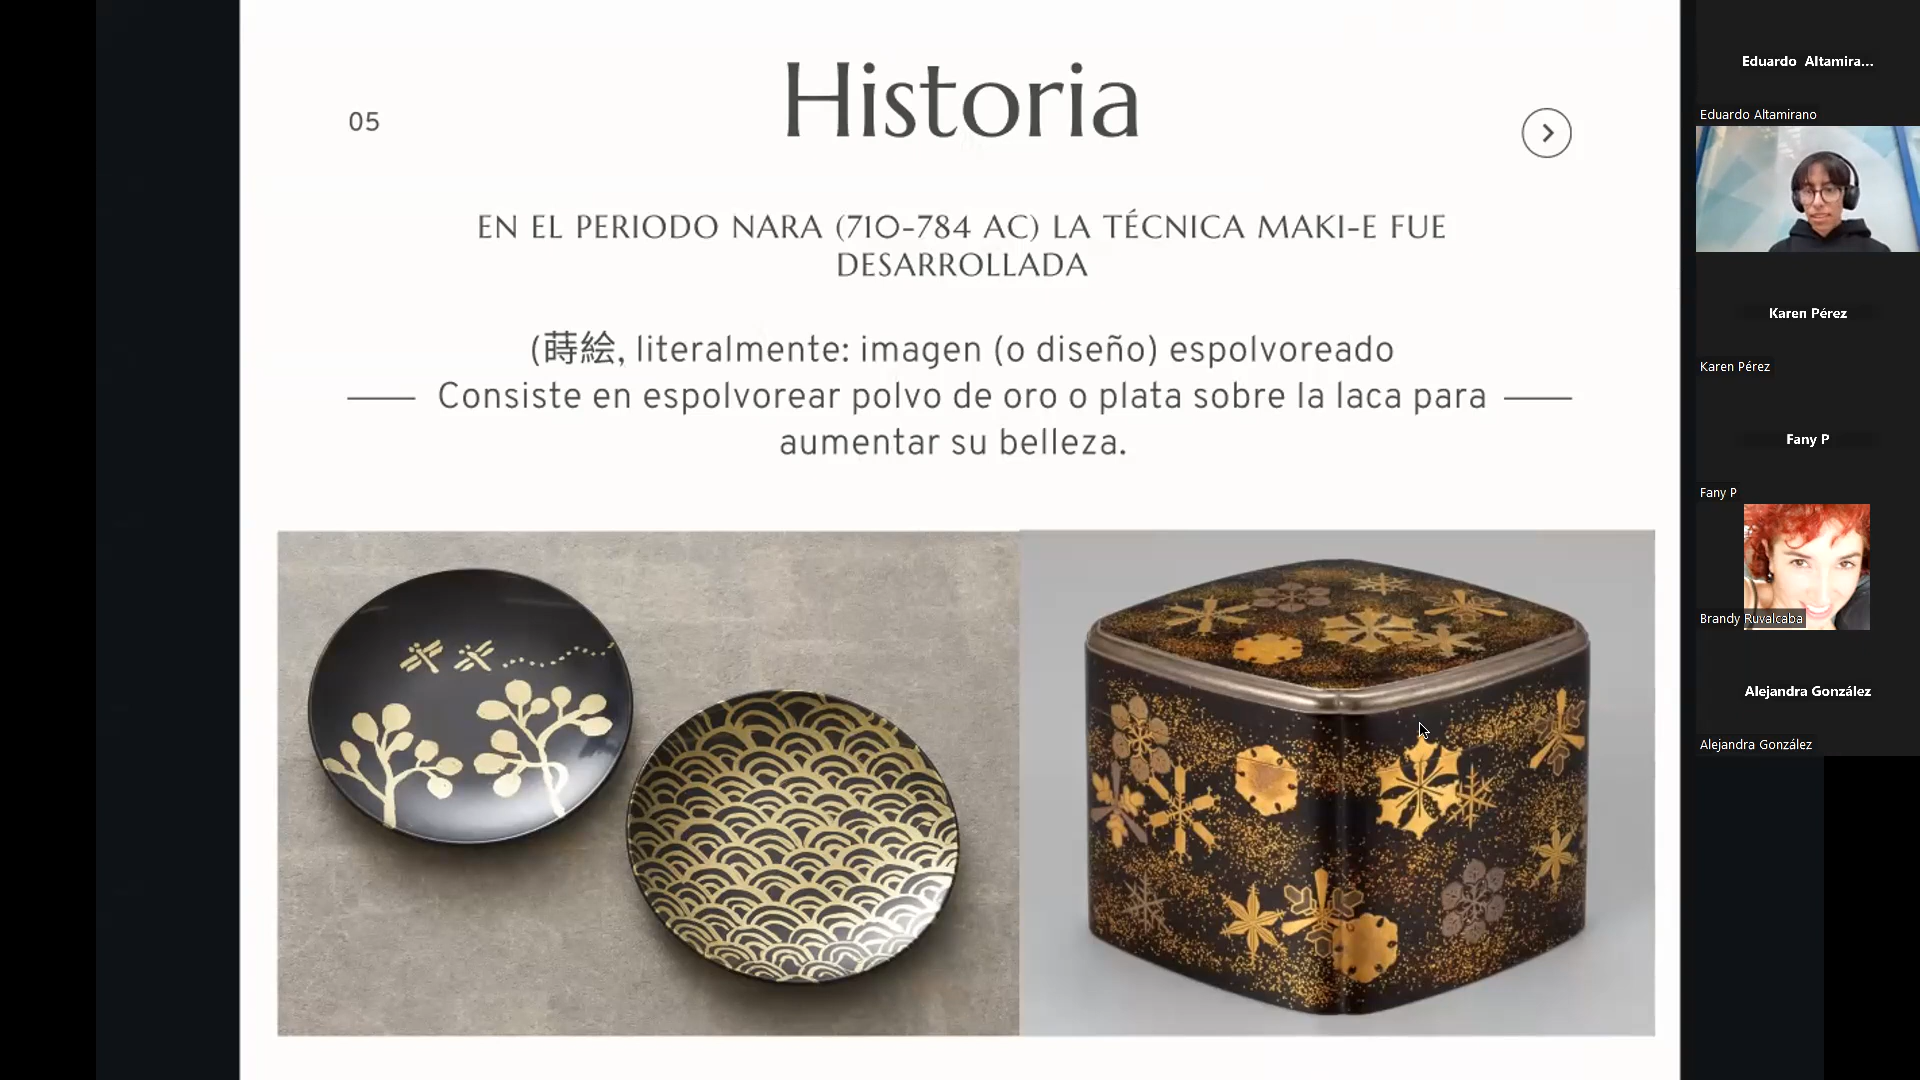 05
Historia
EN EL PERIODO NARA (710-784 AC) LA TÉCNICA MAKI-E FUE
DESARROLLADA
(蒔絵, literalmente: imagen (o diseño) espolvoreado
Consiste en espolvorear polvo de oro o plata sobre la laca para
aumentar su belleza.
Eduardo Altamira...
Eduardo Altamirano
Karen Pérez
Karen Pérez
Fany P
Fany P
Brandy Ruvalcaba
Alejandra González
Alejandra González